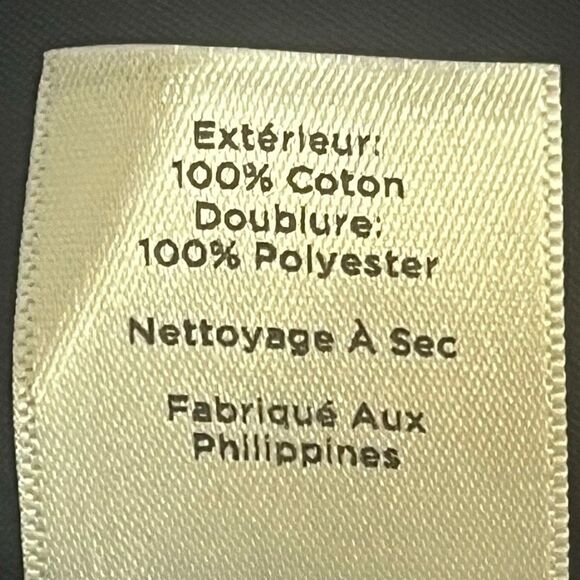 Extérieur:
100% Coton
Doublure:
100% Polyester
Nettoyage À Sec
Fabriqué Aux
Philippines